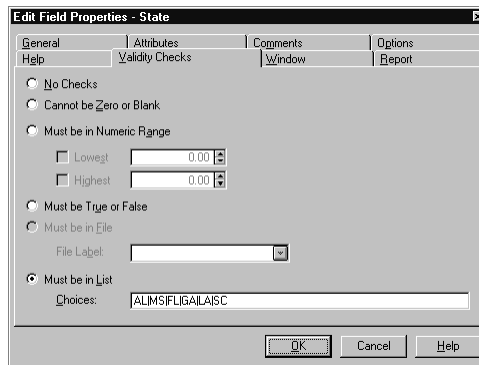 Edit Field Properties - State
General Attributes Comments Options
Help Validity Checks Window Report
No Checks
Cannot be Zero or Blank
Must be in Numeric Range
Lowest 0.00
Highest 0.00
Must be True or False
Must be in File
File Label:
Must be in List
Choices: AL|MS|FL|GA|LA|SC
OK Cancel Help